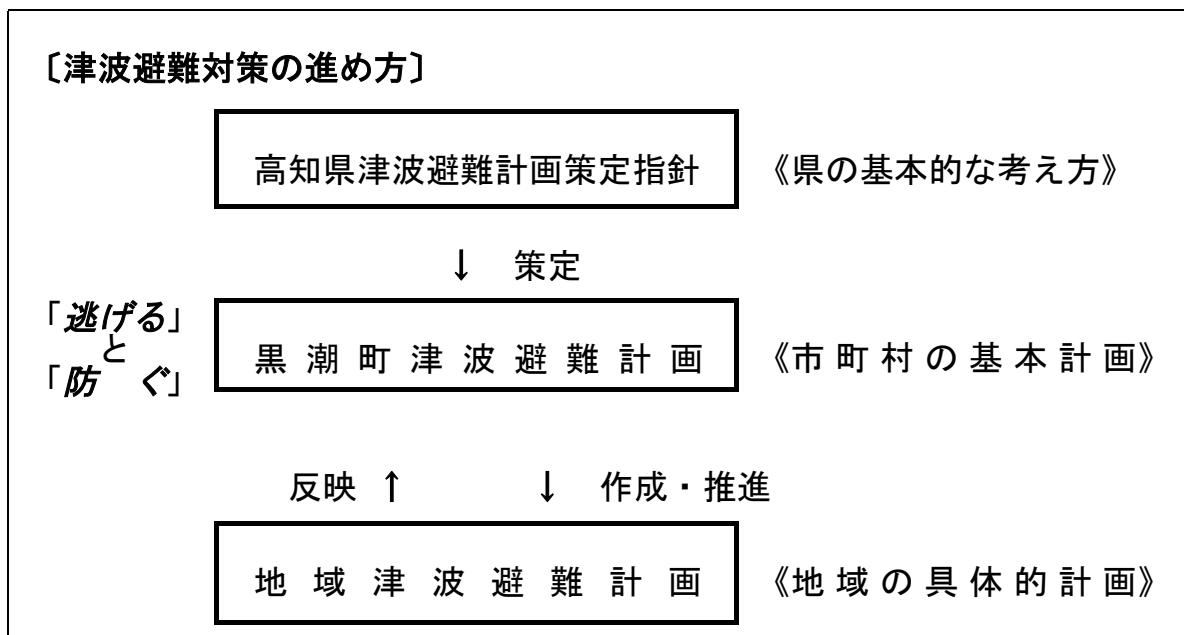 〔津波避難対策の進め方〕
高知県津波避難計画策定指針 《県の基本的な考え方》
↓ 策定
「逃げる」
と
「防ぐ」
黒潮町津波避難計画 《市町村の基本計画》
反映 ↑ ↓ 作成・推進
地域津波避難計画 《地域の具体的計画》